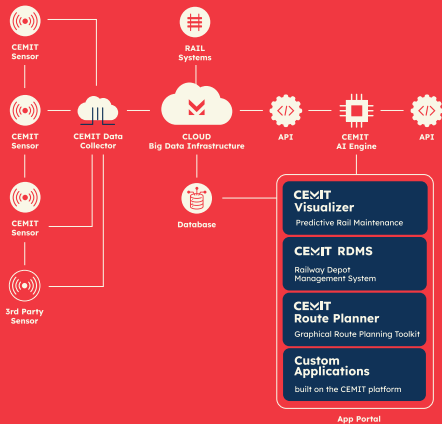 CEMIT
Sensor
RAIL
Systems
CEMIT
Sensor
CEMIT Data
Collector
CLOUD
Big Data Infrastructure
API
CEMIT
AI Engine
API
CEMIT
Sensor
Database
3rd Party
Sensor
CEMIT
Visualizer
Predictive Rail Maintenance
CEMIT RDMS
Railway Depot
Management System
CEMIT
Route Planner
Graphical Route Planning Toolkit
Custom
Applications
built on the CEMIT platform
App Portal